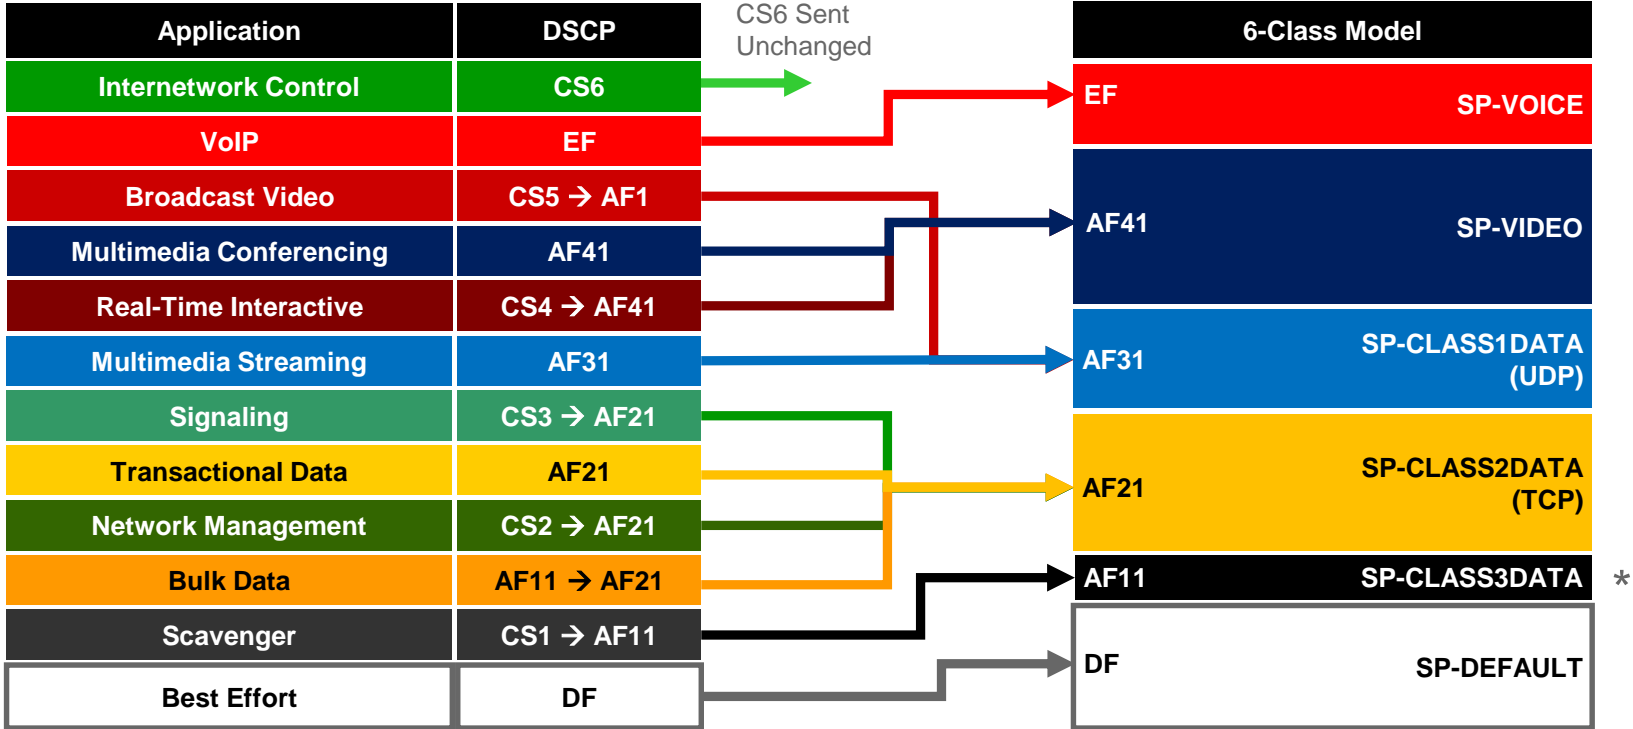 Application DSCP
CS6 Sent
Unchanged
6-Class Model
Internetwork Control CS6
VoIP EF
Broadcast Video CS5 → AF1
Multimedia Conferencing AF41
Real-Time Interactive CS4 → AF41
Multimedia Streaming AF31
Signaling CS3 → AF21
Transactional Data AF21
Network Management CS2 → AF21
Bulk Data AF11 → AF21
Scavenger CS1 → AF11
Best Effort DF
EF SP-VOICE
AF41 SP-VIDEO
AF31 SP-CLASS1DATA
(UDP)
AF21 SP-CLASS2DATA
(TCP)
AF11 SP-CLASS3DATA *
DF SP-DEFAULT